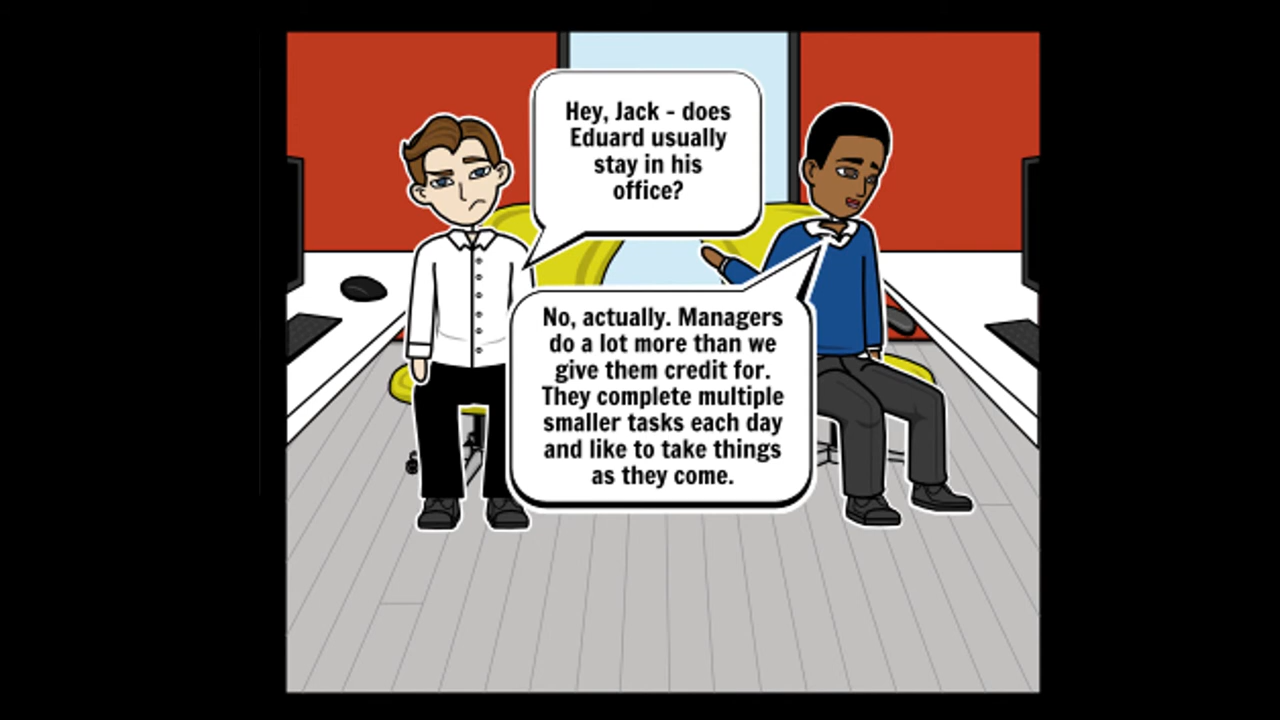 Hey, Jack - does
Eduard usually
stay in his
office?
No, actually. Managers
do a lot more than we
give them credit for.
They complete multiple
smaller tasks each day
and like to take things
as they come.